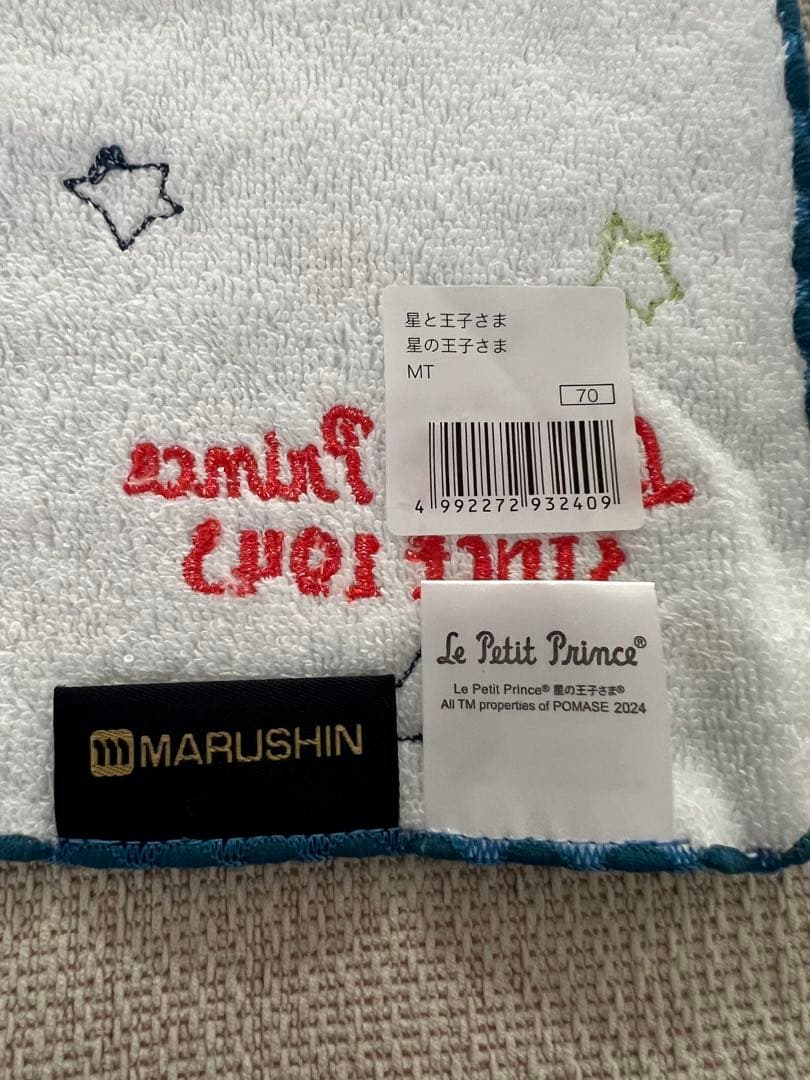 星と王子さま
星の王子さま
MT
70
4 992272 932409
Le Petit Prince®
Le Petit Prince® 星の王子さま®
All TM properties of POMASE 2024
MARUSHIN